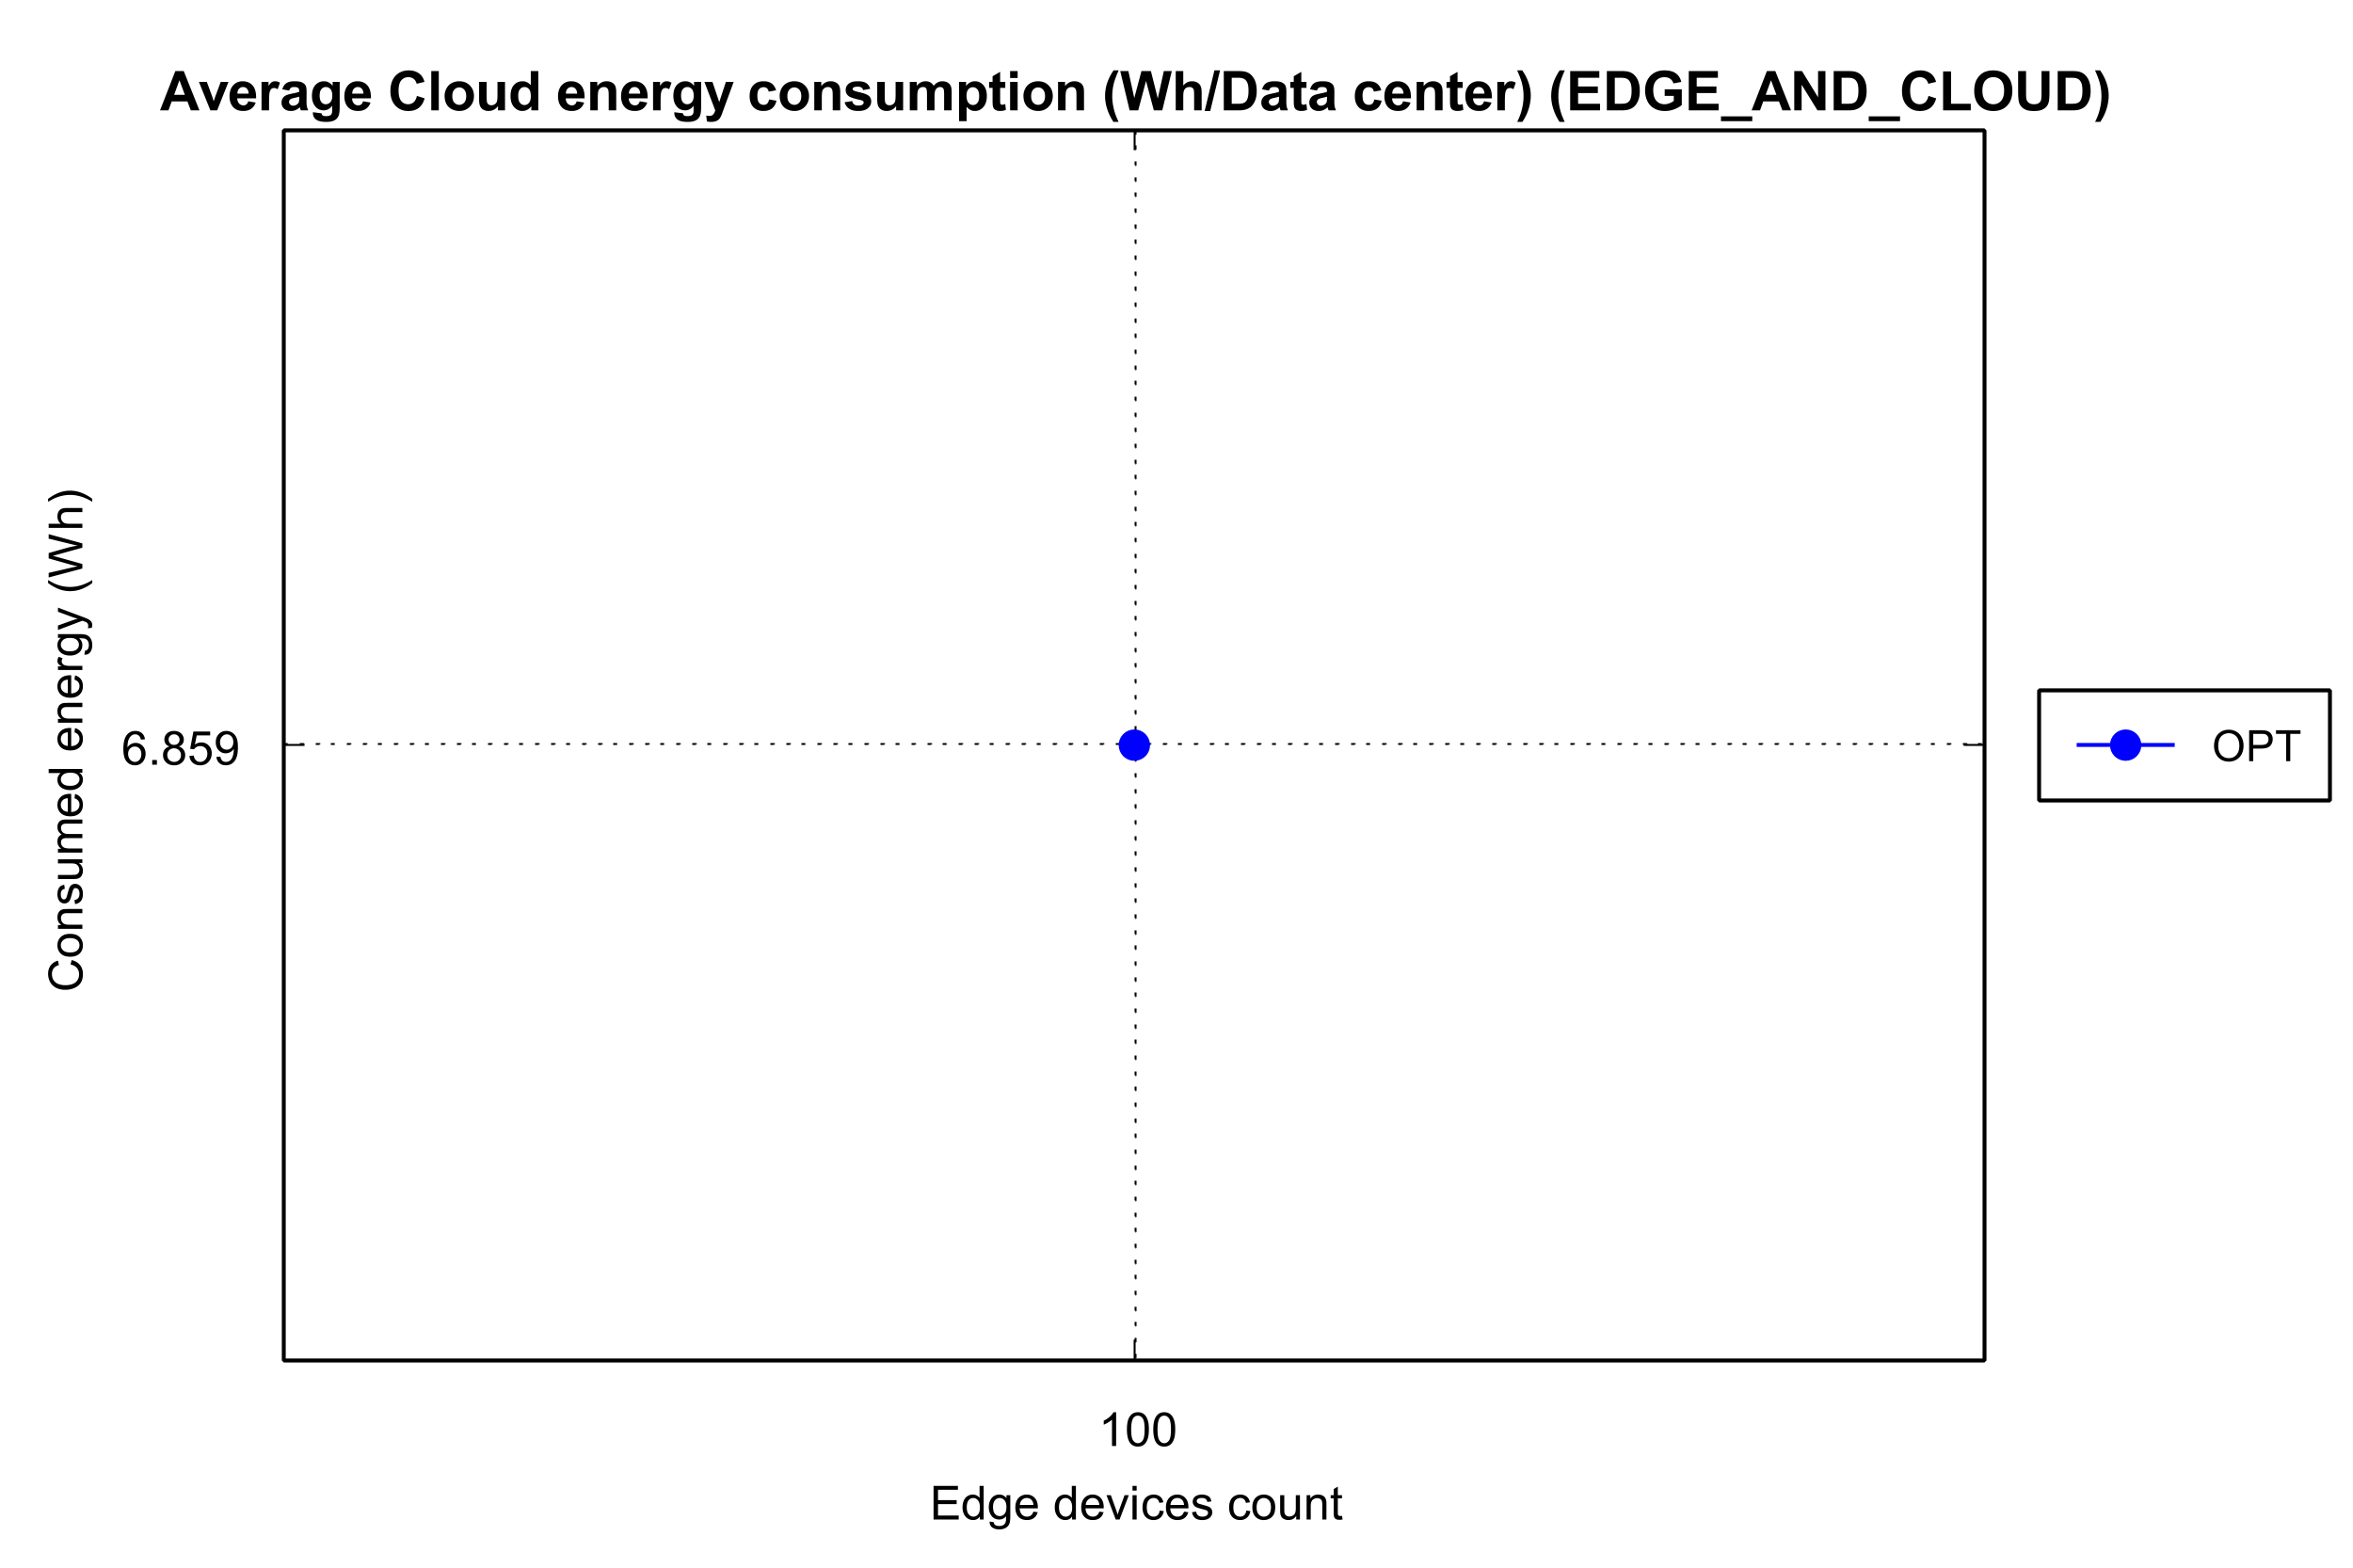 Average Cloud energy consumption (Wh/Data center)(EDGE_AND_CLOUD)
Consumed energy (Wh)
6.859
OPT
100
Edge devices count